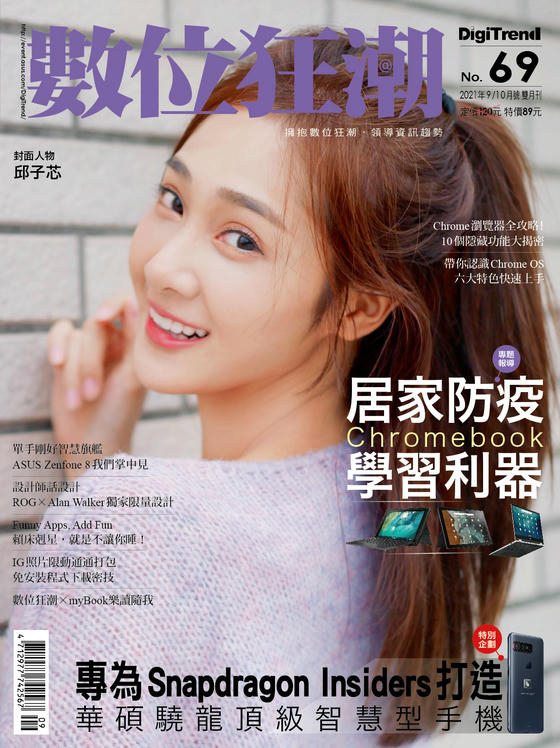 http://event.asus.com/DigiTrend/
數位狂潮
@
DigiTrend
No. 69
2021年9/10月號 雙月刊
定價120元 特價89元
擁抱數位狂潮,領導資訊趨勢
封面人物
邱子芯
Chrome瀏覽器全攻略!
10個隱藏功能大揭密
帶你認識Chrome OS
六大特色快速上手
專題
報導
居家防疫
Chromebook
學習利器
單手剛好智慧旗艦
ASUS Zenfone 8我們掌中見
設計師話設計
ROG×Alan Walker獨家限量設計
Funny Apps, Add Fun
賴床剋星,就是不讓你睡!
IG照片限動通通打包
免安裝程式下載密技
數位狂潮×myBook樂讀隨我
特別
企劃
專為Snapdragon Insiders打造
華碩驍龍頂級智慧型手機
4712977742567
09